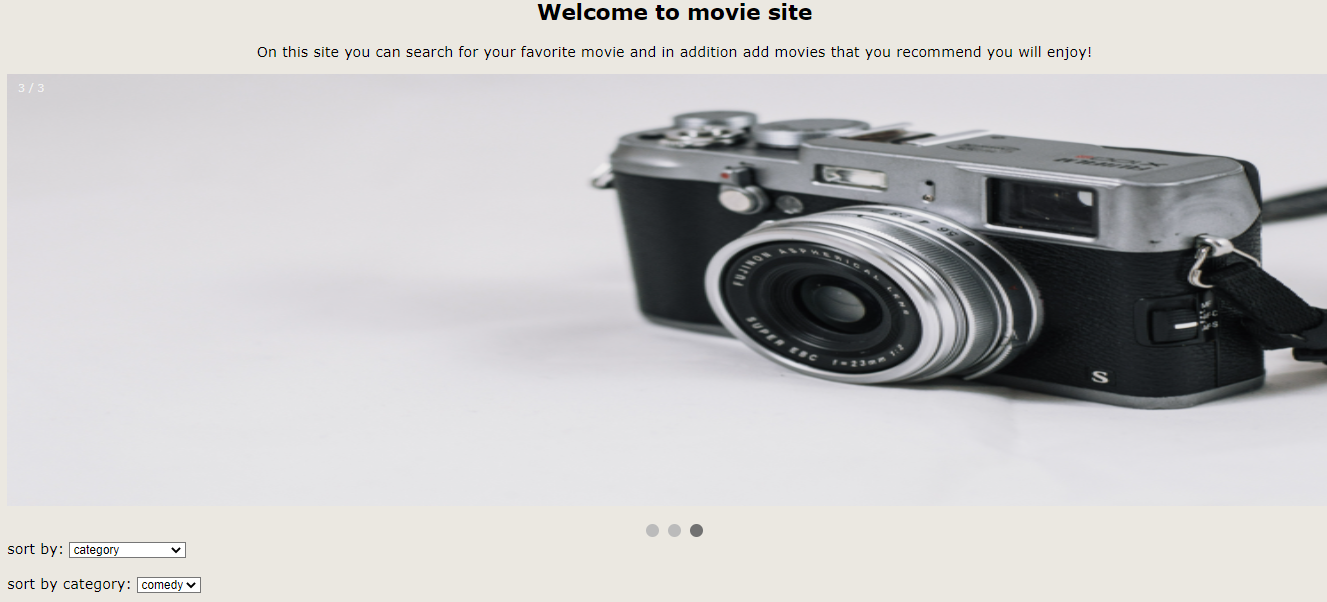 Welcome to movie site
On this site you can search for your favorite movie and in addition add movies that you recommend you will enjoy!
3 / 3
FUJINON ASPHERICAL LENS
SUPER EBC f=23mm 1:2
S
sort by: category
sort by category: comedy